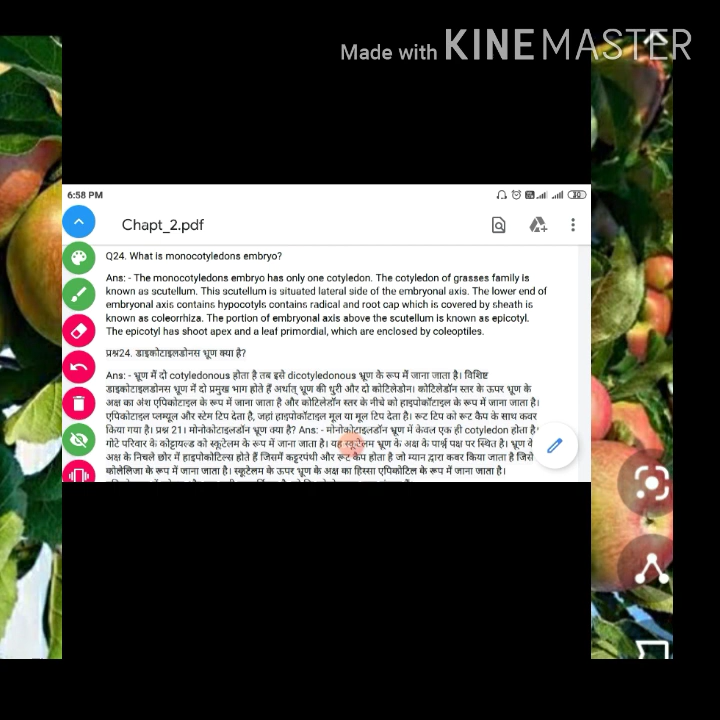 Made with KINEMASTER
6:58 PM
Chapt_2.pdf
Q24. What is monocotyledons embryo?
Ans: - The monocotyledons embryo has only one cotyledon. The cotyledon of grasses family is
known as scutellum. This scutellum is situated lateral side of the embryonal axis. The lower end of
embryonal axis contains hypocotyls contains radical and root cap which is covered by sheath is
known as coleorrhiza. The portion of embryonal axis above the scutellum is known as epicotyl.
The epicotyl has shoot apex and a leaf primordial, which are enclosed by coleoptiles.
प्रश्न24. डाइकोटाइलडोनस भ्रूण क्या है?
Ans: - भ्रूण में दो cotyledonous होता है तब इसे dicotyledonous भ्रूण के रूप में जाना जाता है। विशिष्ट
डाइकोटाइलडोनस भ्रूण में दो प्रमुख भाग होते हैं अर्थात् भ्रूण की धुरी और दो कोटिलेडोन। कोटिलेडॉन स्तर के ऊपर भ्रूण के
अक्ष का अंश एपिकोटाइल के रूप में जाना जाता है और कोटिलेडॉन स्तर के नीचे को हाइपोकॉटाइल के रूप में जाना जाता है।
एपिकोटाइल प्लम्यूल और स्टेम टिप देता है, जहां हाइपोकॉटाइल मूल या मूल टिप देता है। रूट टिप को रूट कैप के साथ कवर
किया गया है। प्रश्न 21। मोनोकोटाइलडॉन भ्रूण क्या है? Ans: - मोनोकोटाइलडॉन भ्रूण में केवल एक ही cotyledon होता है।
गोटे परिवार के कोट्टायल्ड को स्कूटेलम के रूप में जाना जाता है। यह स्कूटेलम भ्रूण के अक्ष के पार्श्व पक्ष पर स्थित है। भ्रूण के
अक्ष के निचले छोर में हाइपोकोटिल्स होते हैं जिसमें कट्टरपंथी और रूट कैप होता है जो म्यान द्वारा कवर किया जाता है जिसे
कोलेलिजा के रूप में जाना जाता है। स्कूटेलम के ऊपर भ्रूण के अक्ष का हिस्सा एपिकोटिल के रूप में जाना जाता है।